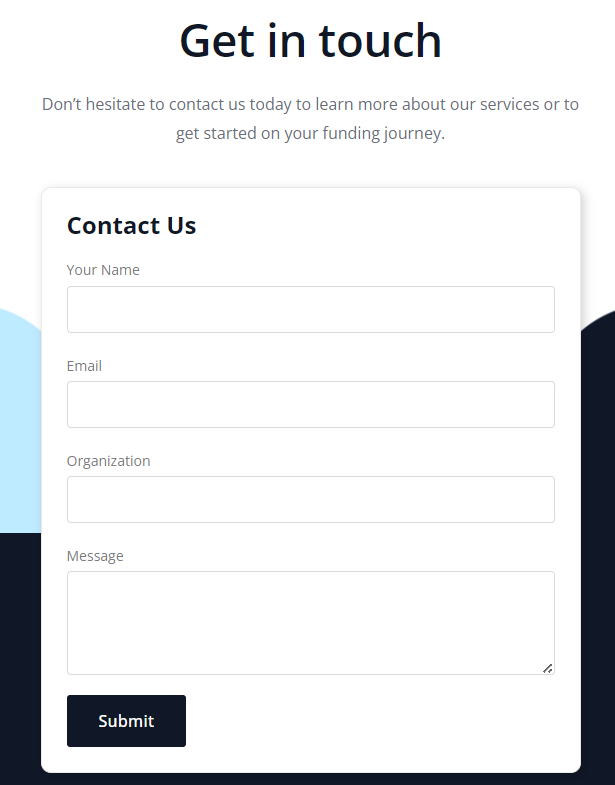 Get in touch
Don’t hesitate to contact us today to learn more about our services or to
get started on your funding journey.
Contact Us
Your Name
Email
Organization
Message
Submit